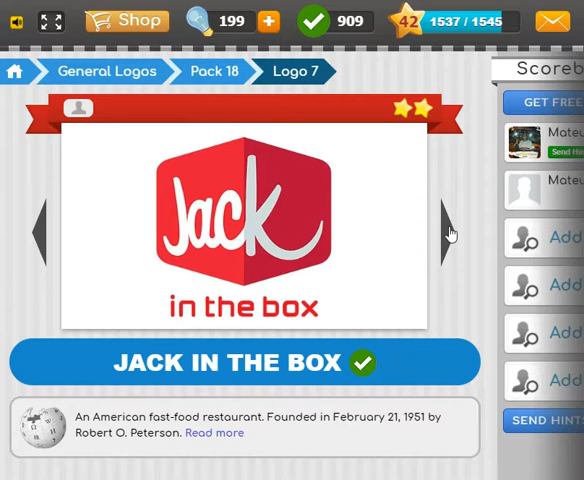 Shop
199
909
42
1537 / 1545
General Logos
Pack 18
Logo 7
Scoreb
GET FREE
Mateu
Send Hin
Mateu
Jack
in the box
Add
Add
Add
Add
JACK IN THE BOX
An American fast-food restaurant. Founded in February 21, 1951 by
Robert O. Peterson. Read more
SEND HINTS